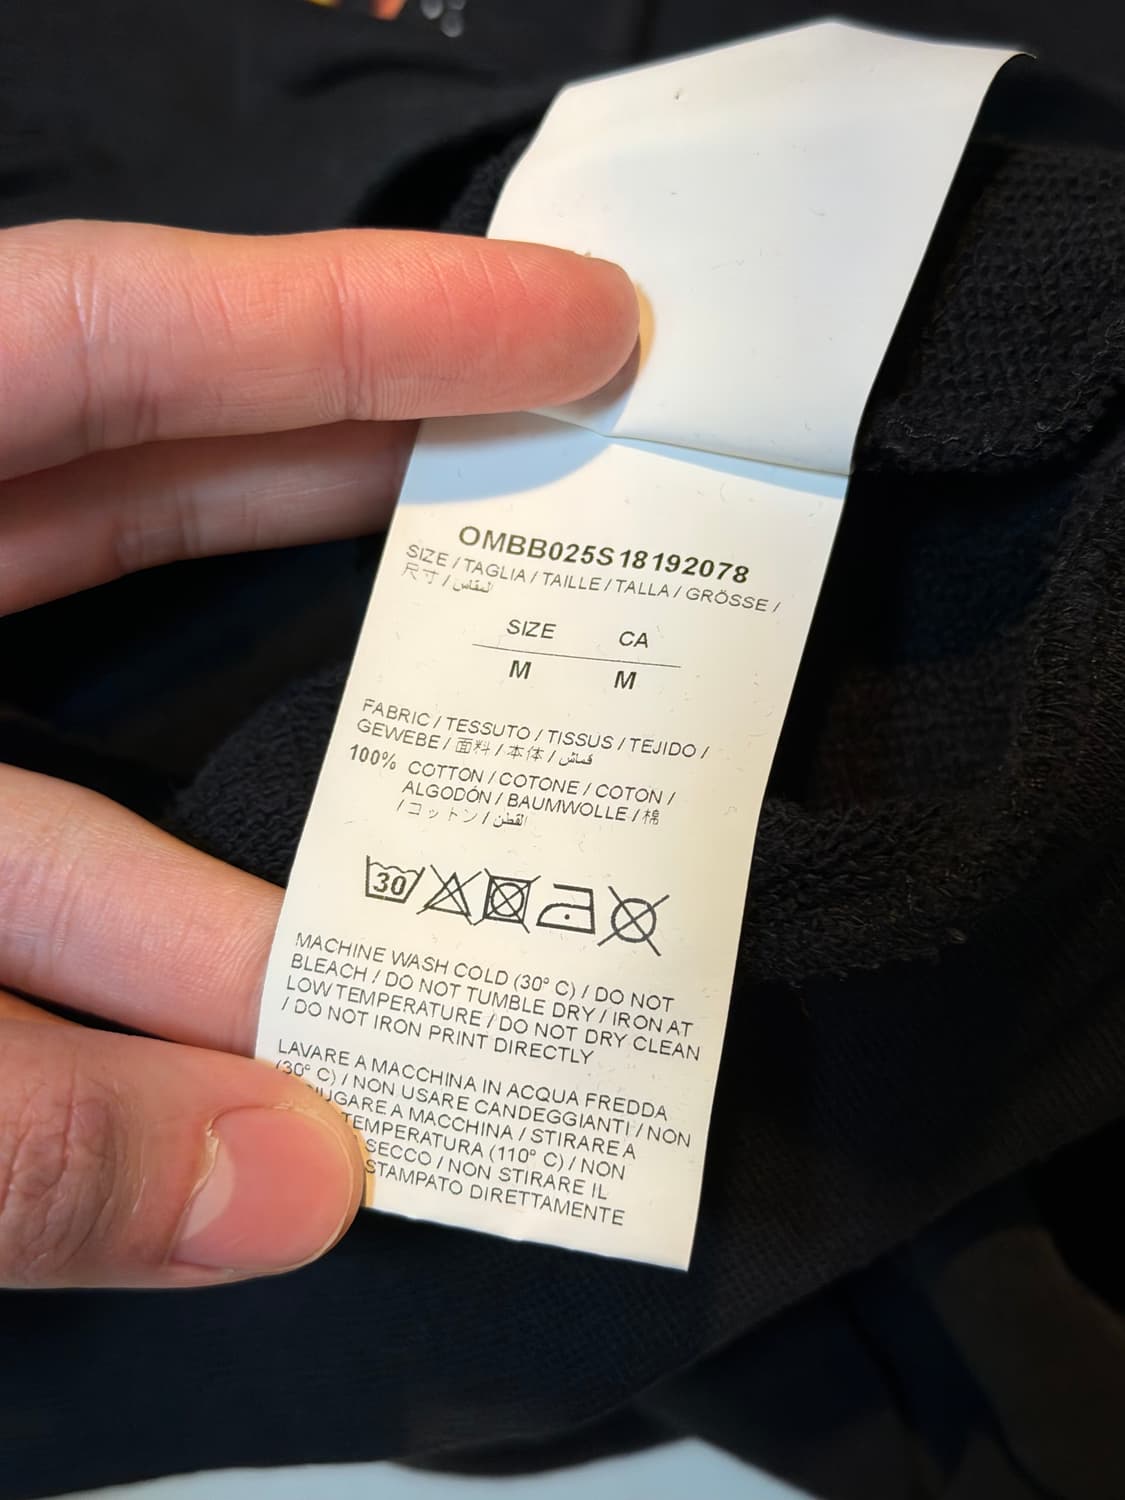 OMBB025S18192078
SIZE / TAGLIA / TAILLE / TALLA / GRÖSSE /
尺寸 / المقاس
SIZE CA
M M
FABRIC / TESSUTO / TISSUS / TEJIDO /
GEWEBE / 面料 / 本体 / قماش
100% COTTON / COTONE / COTON /
ALGODÓN / BAUMWOLLE / 棉
/ コットン / القطن
30
MACHINE WASH COLD (30° C) / DO NOT
BLEACH / DO NOT TUMBLE DRY / IRON AT
LOW TEMPERATURE / DO NOT DRY CLEAN
/ DO NOT IRON PRINT DIRECTLY
LAVARE A MACCHINA IN ACQUA FREDDA
(30° C) / NON USARE CANDEGGIANTI / NON
IUGARE A MACCHINA / STIRARE A
TEMPERATURA (110° C) / NON
SECCO / NON STIRARE IL
STAMPATO DIRETTAMENTE